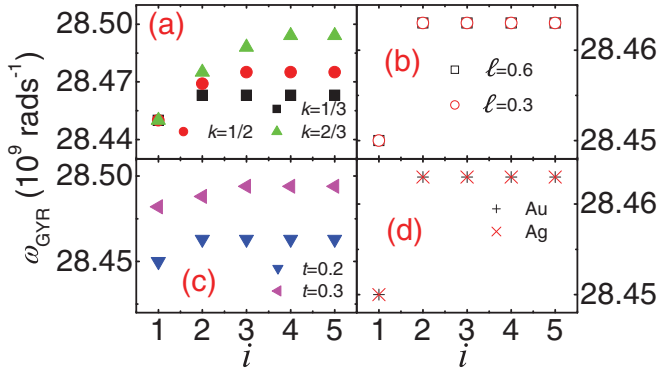 28.50
28.47
28.44
(a)
k=1/3
k=1/2
k=2/3
28.46
28.45
(b)
ℓ=0.6
ℓ=0.3
28.50
28.45
(c)
t=0.2
t=0.3
28.46
28.45
(d)
Au
Ag
ω_GYR (10⁹ rads⁻¹)
1 2 3 4 5
1 2 3 4 5
i
i